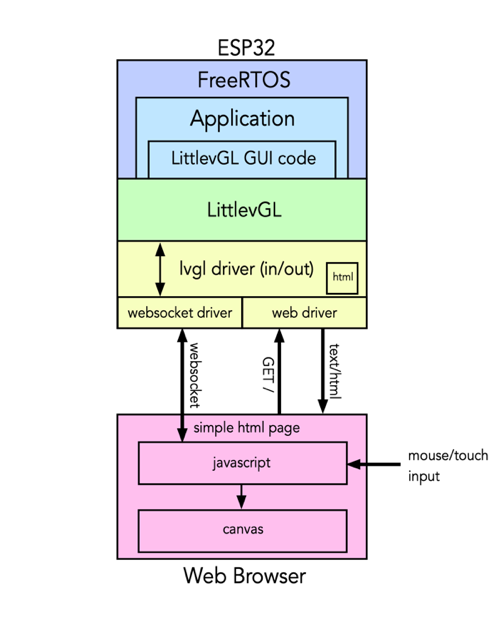 ESP32
FreeRTOS
Application
LittlevGL GUI code
LittlevGL
lvgl driver (in/out)
html
websocket driver
web driver
websocket
GET /
text/html
simple html page
javascript
mouse/touch
input
canvas
Web Browser